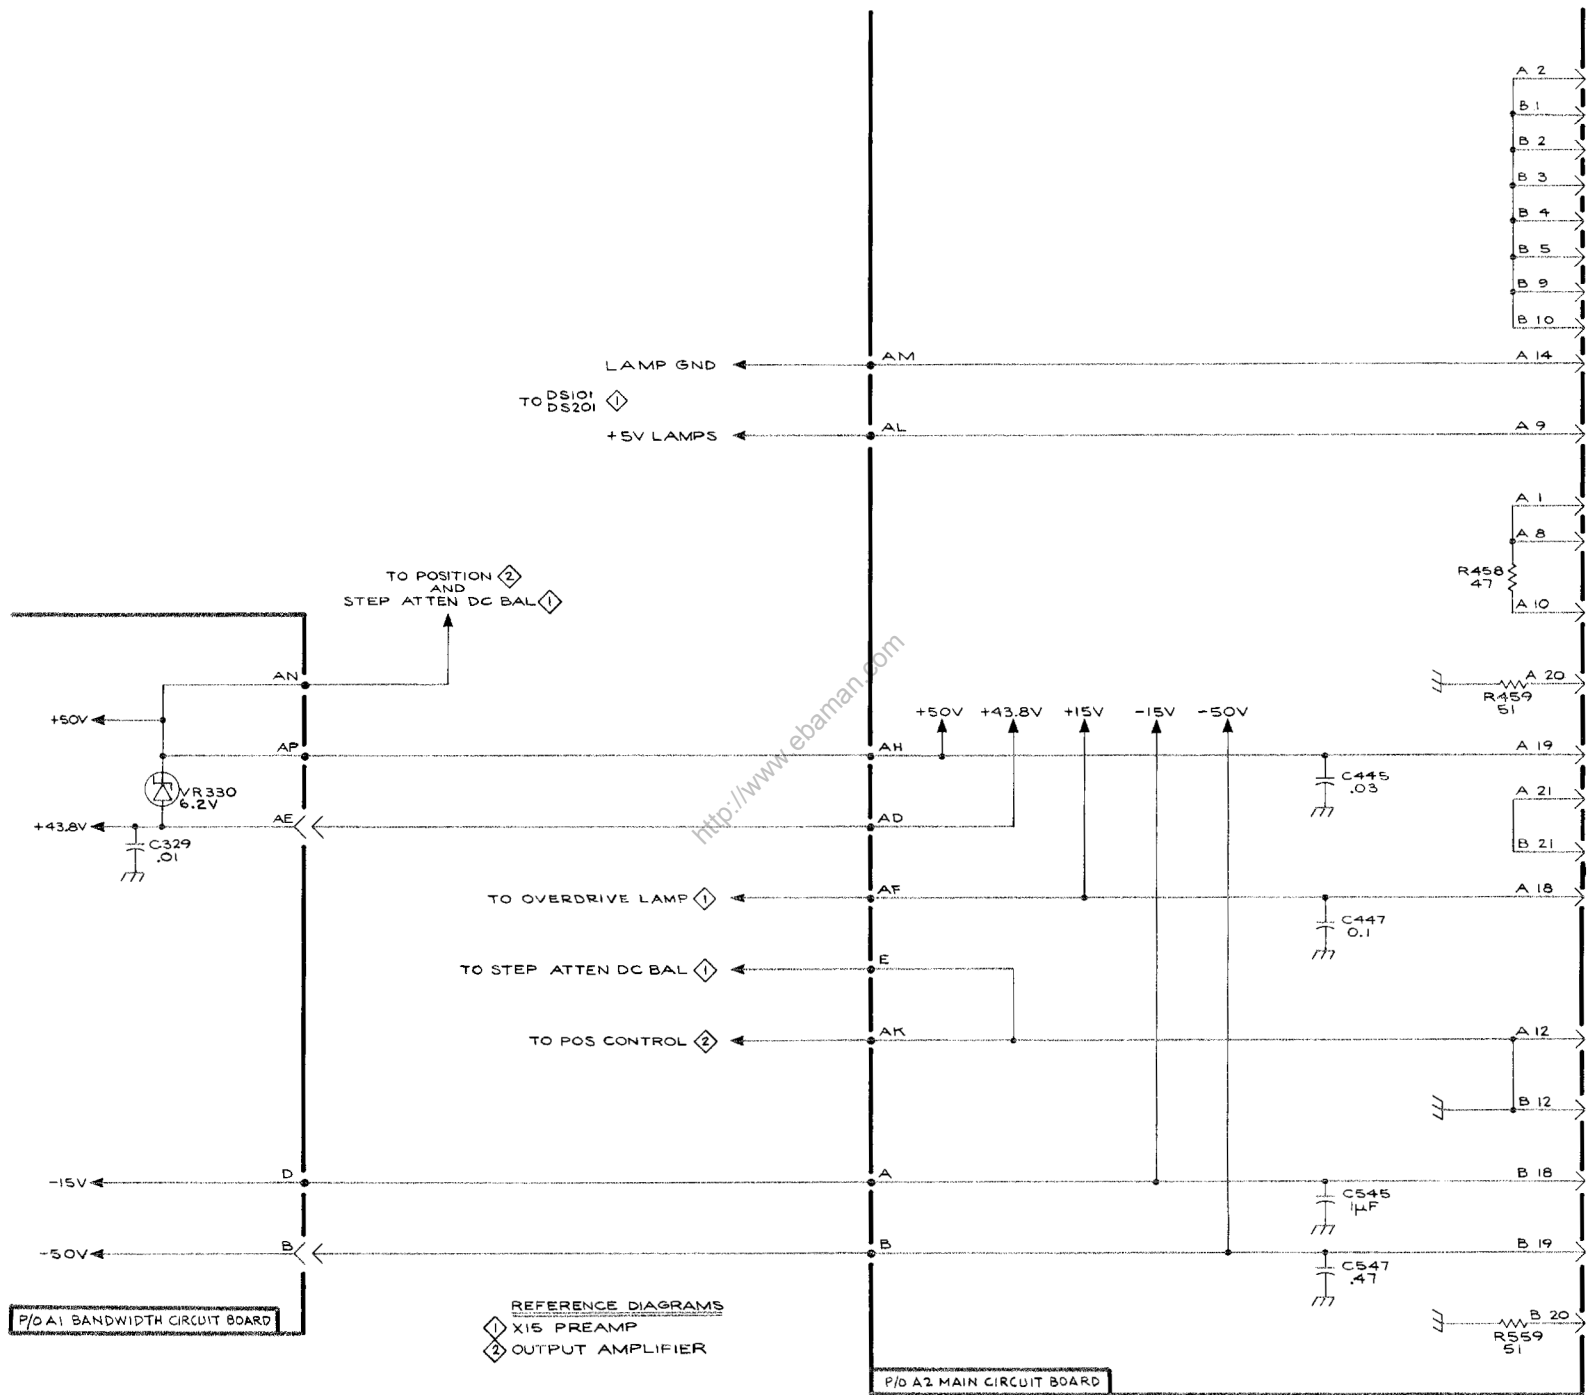 A 2
B 1
B 2
B 3
B 4
B 5
B 9
B 10
LAMP GND
AM
A 14
TO DS101
DS201
1
+5V LAMPS
AL
A 9
A 1
A 8
R458
47
A 10
TO POSITION 2
AND
STEP ATTEN DC BAL 1
AN
A 20
R459
51
+50V
+50V
+43.8V
+15V
-15V
-50V
AP
AH
A 19
VR330
6.2V
C445
.03
A 21
+43.8V
AE
AD
C329
.01
B 21
TO OVERDRIVE LAMP 1
AF
A 18
C447
0.1
TO STEP ATTEN DC BAL 1
E
TO POS CONTROL 2
AK
A 12
B 12
-15V
D
A
B 18
C545
1µF
-50V
B
B
B 19
C547
.47
REFERENCE DIAGRAMS
1 X15 PREAMP
2 OUTPUT AMPLIFIER
P/O A1 BANDWIDTH CIRCUIT BOARD
B 20
R559
51
P/O A2 MAIN CIRCUIT BOARD
http://www.ebaman.com